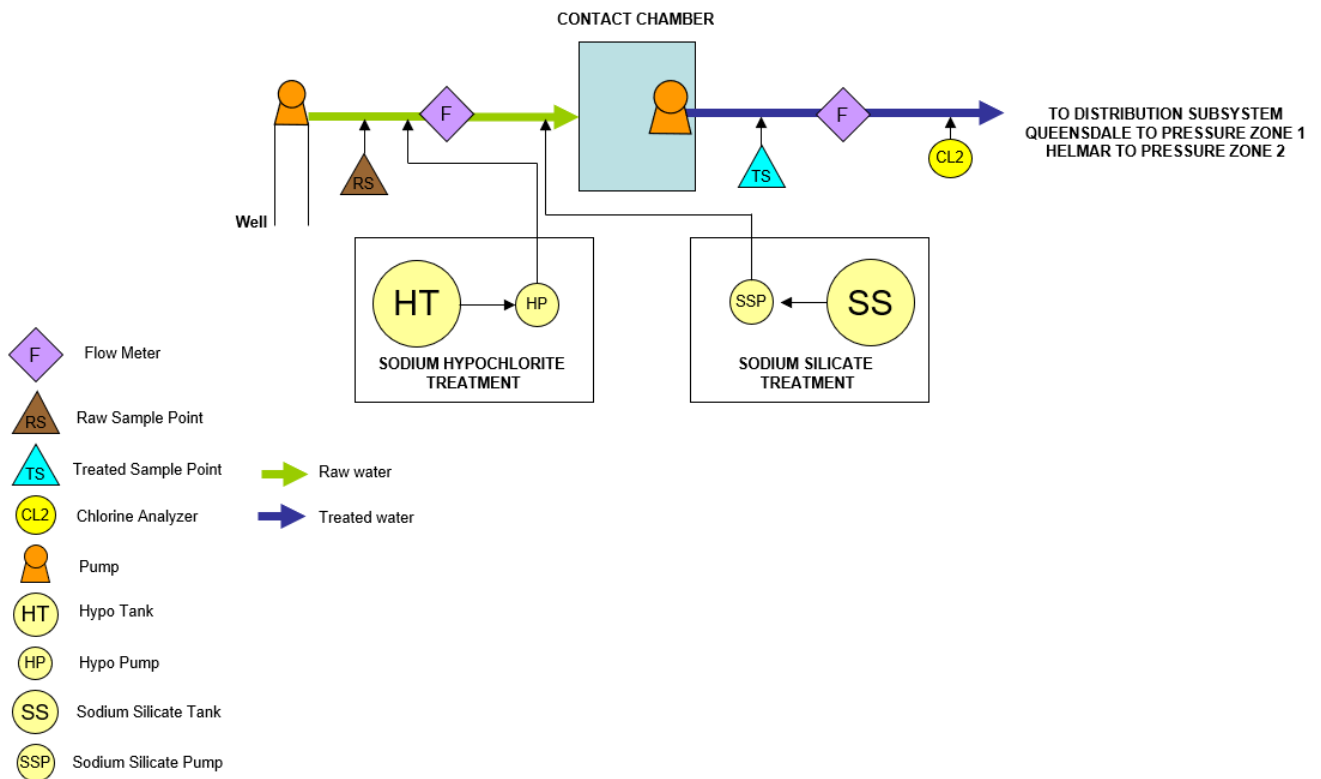 CONTACT CHAMBER
F
F
TO DISTRIBUTION SUBSYSTEM
QUEENSDALE TO PRESSURE ZONE 1
HELMAR TO PRESSURE ZONE 2
RS
TS
CL2
Well
HT
HP
SODIUM HYPOCHLORITE
TREATMENT
SSP
SS
SODIUM SILICATE
TREATMENT
F
Flow Meter
RS
Raw Sample Point
TS
Treated Sample Point
Raw water
CL2
Chlorine Analyzer
Treated water
Pump
HT
Hypo Tank
HP
Hypo Pump
SS
Sodium Silicate Tank
SSP
Sodium Silicate Pump